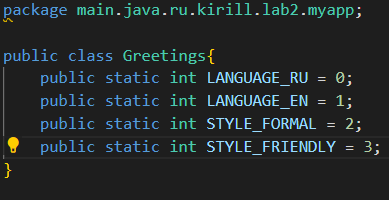 package main.java.ru.kirill.lab2.myapp;
public class Greetings{
public static int LANGUAGE_RU = 0;
public static int LANGUAGE_EN = 1;
public static int STYLE_FORMAL = 2;
public static int STYLE_FRIENDLY = 3;
}